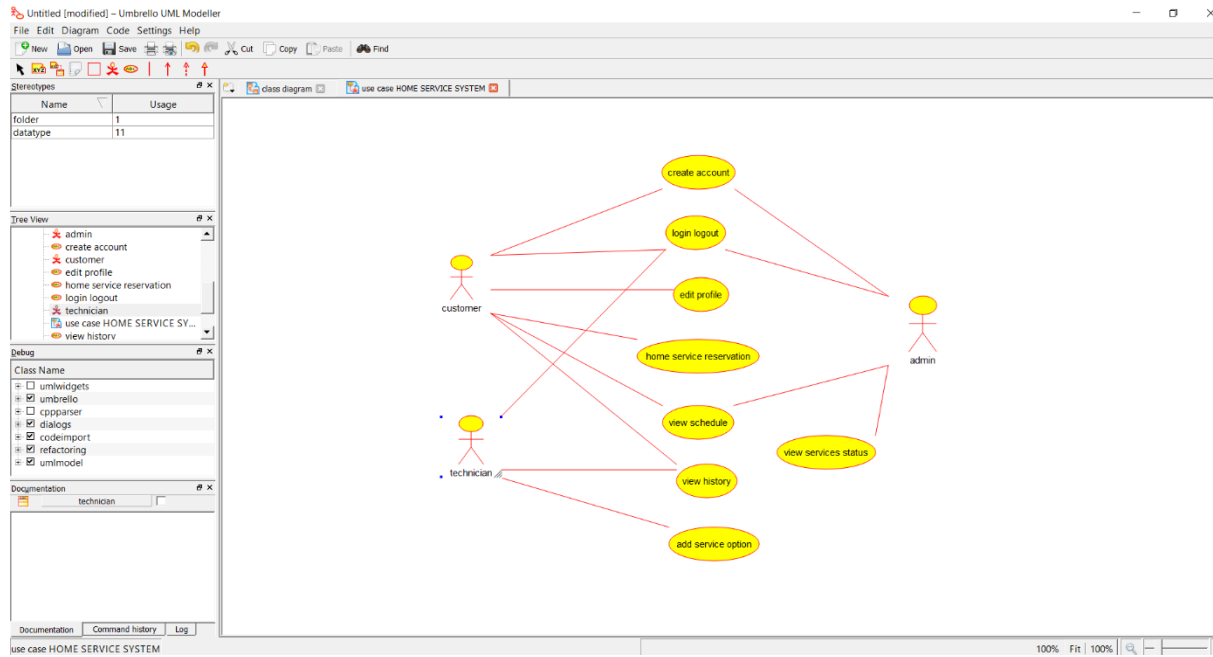 Untitled [modified] – Umbrello UML Modeller
File Edit Diagram Code Settings Help
New Open Save Cut Copy Paste Find
XYZ
Stereotypes
class diagram
use case HOME SERVICE SYSTEM
Name Usage
folder 1
datatype 11
Tree View
admin
create account
customer
edit profile
home service reservation
login logout
technician
use case HOME SERVICE SY...
view history
Debug
Class Name
umlwidgets
umbrello
cppparser
dialogs
codeimport
refactoring
umlmodel
Documentation
technician
Documentation Command history Log
create account
login logout
edit profile
customer
home service reservation
admin
view schedule
view services status
technician
view history
add service option
use case HOME SERVICE SYSTEM
100% Fit 100%